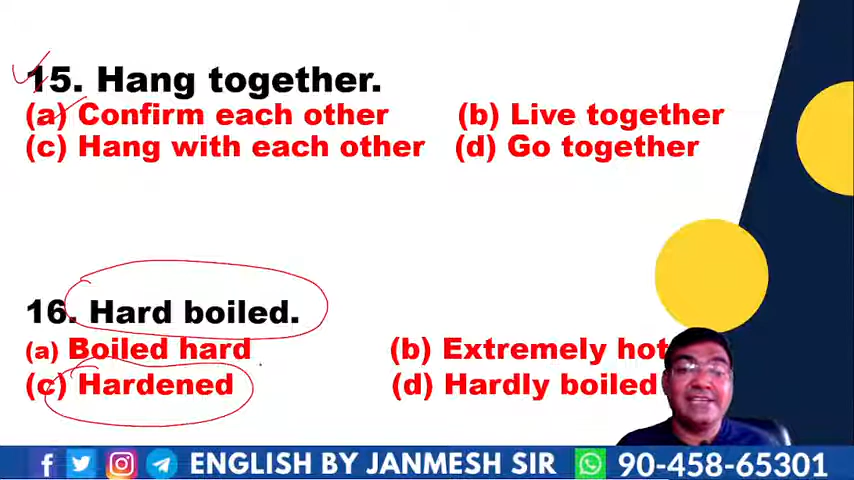 15. Hang together.
(a) Confirm each other (b) Live together
(c) Hang with each other (d) Go together
16. Hard boiled.
(a) Boiled hard (b) Extremely hot
(c) Hardened (d) Hardly boiled
ENGLISH BY JANMESH SIR 90-458-65301